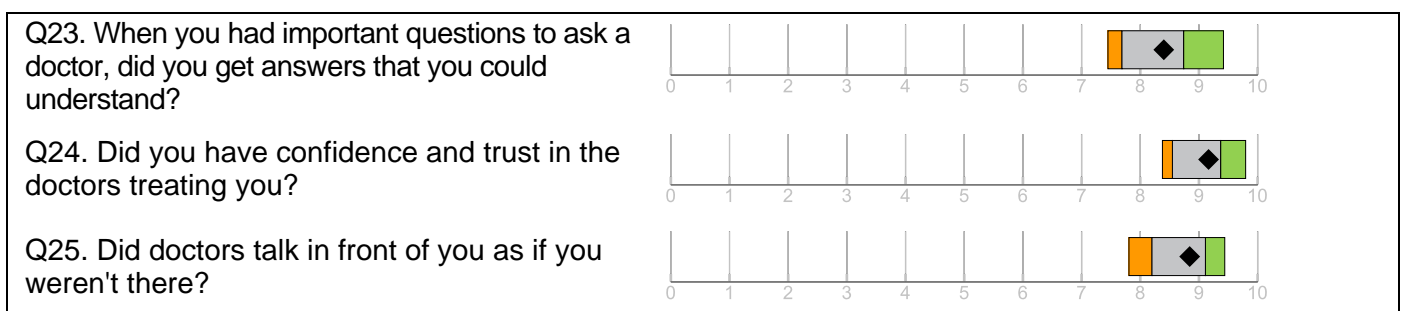 Q23. When you had important questions to ask a
doctor, did you get answers that you could
understand?
0 1 2 3 4 5 6 7 8 9 10
Q24. Did you have confidence and trust in the
doctors treating you?
0 1 2 3 4 5 6 7 8 9 10
Q25. Did doctors talk in front of you as if you
weren't there?
0 1 2 3 4 5 6 7 8 9 10